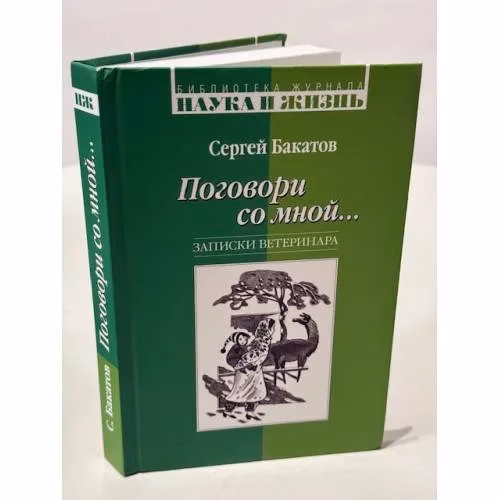 БИБЛИОТЕКА ЖУРНАЛА
НАУКА И ЖИЗНЬ
Сергей Бакатов
Поговори
со мной...
ЗАПИСКИ ВЕТЕРИНАРА
НЖ
Поговори со мной...
С. Бакатов